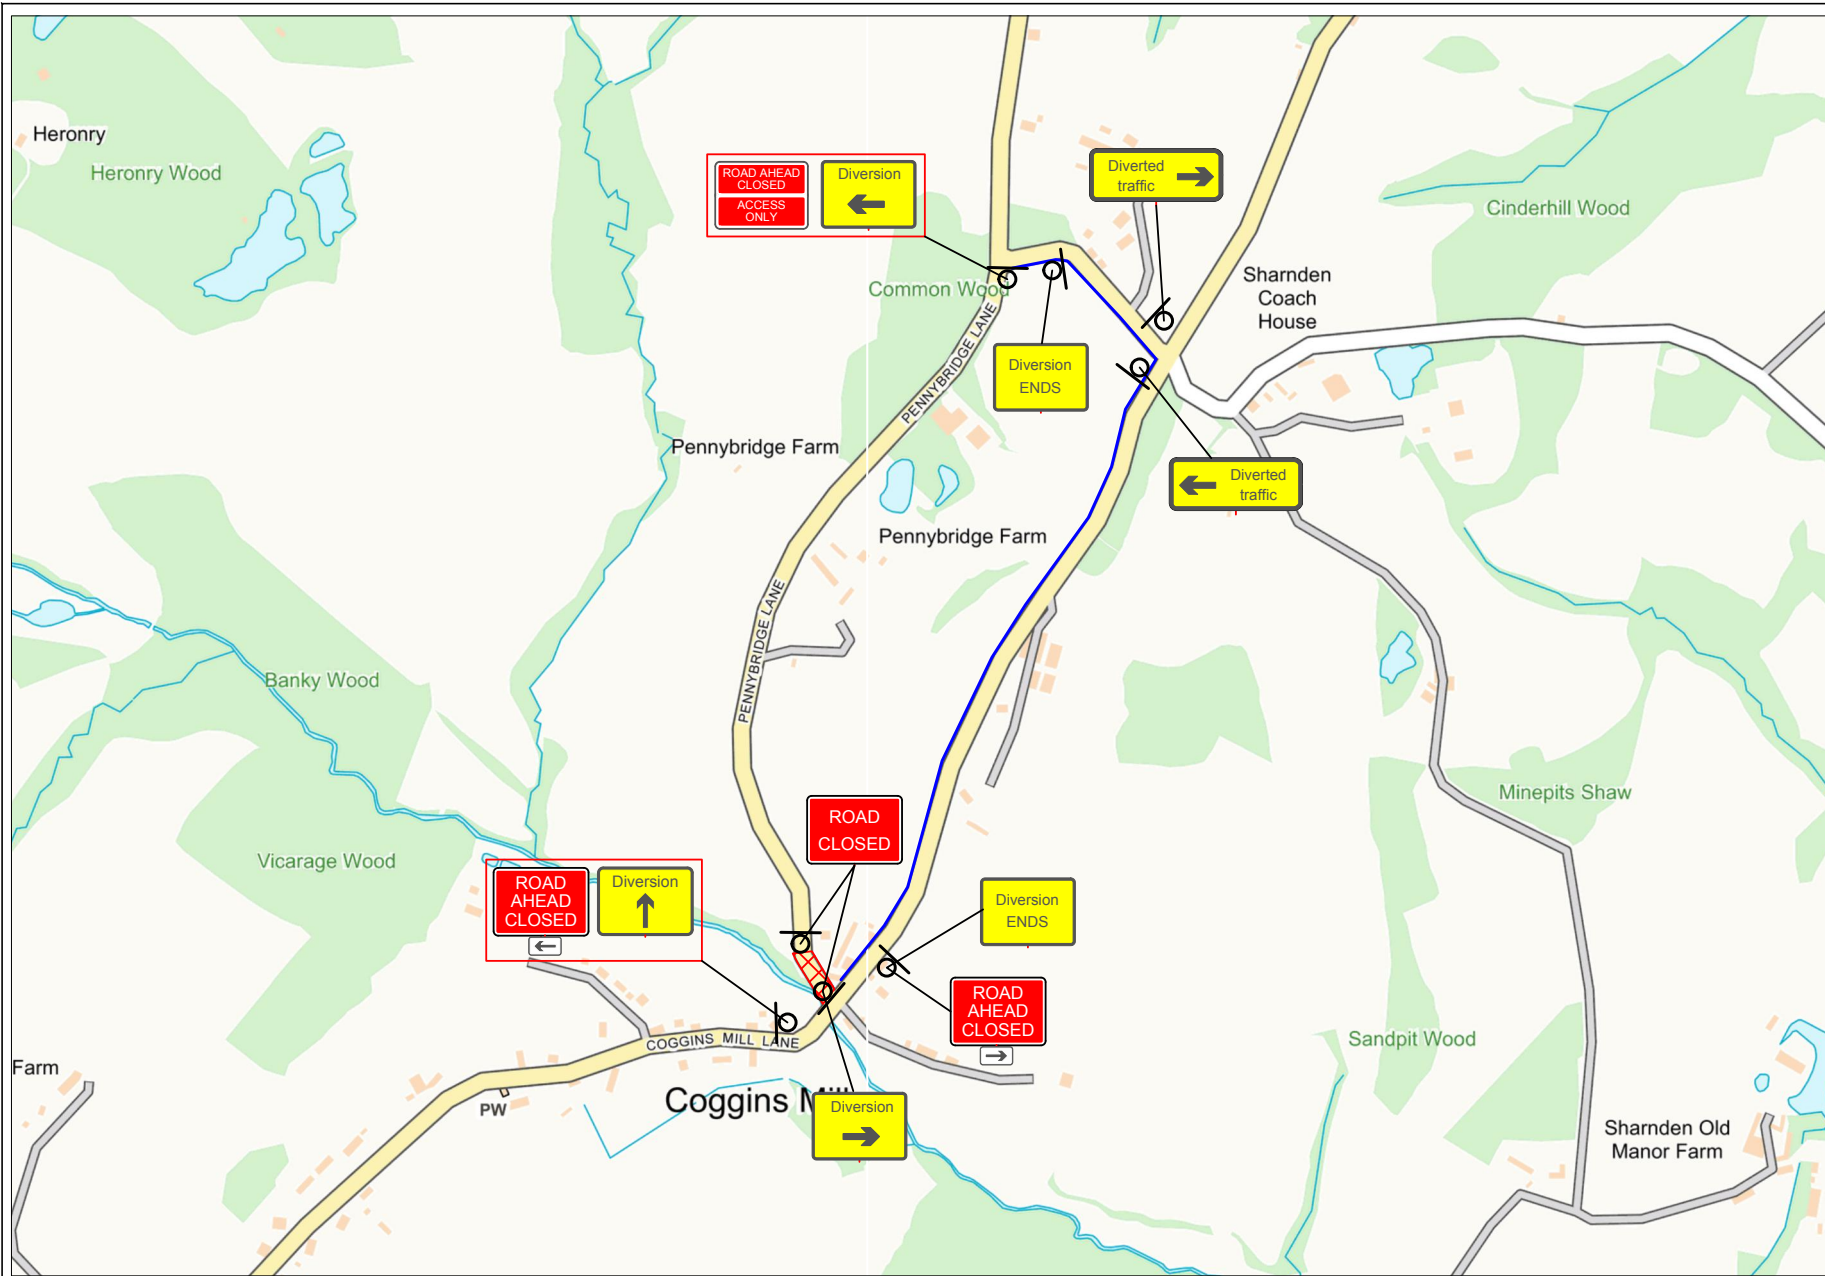 Heronry
Heronry Wood
ROAD AHEAD
CLOSED
ACCESS
ONLY
Diversion
Diverted
traffic
Cinderhill Wood
Common Wood
Sharnden
Coach
House
PENNYBRIDGE LANE
Diversion
ENDS
Pennybridge Farm
Diverted
traffic
Pennybridge Farm
PENNYBRIDGE LANE
Banky Wood
Minepits Shaw
ROAD
CLOSED
Vicarage Wood
ROAD
AHEAD
CLOSED
Diversion
Diversion
ENDS
ROAD
AHEAD
CLOSED
COGGINS MILL LANE
Sandpit Wood
Farm
PW
Coggins Mill
Diversion
Sharnden Old
Manor Farm